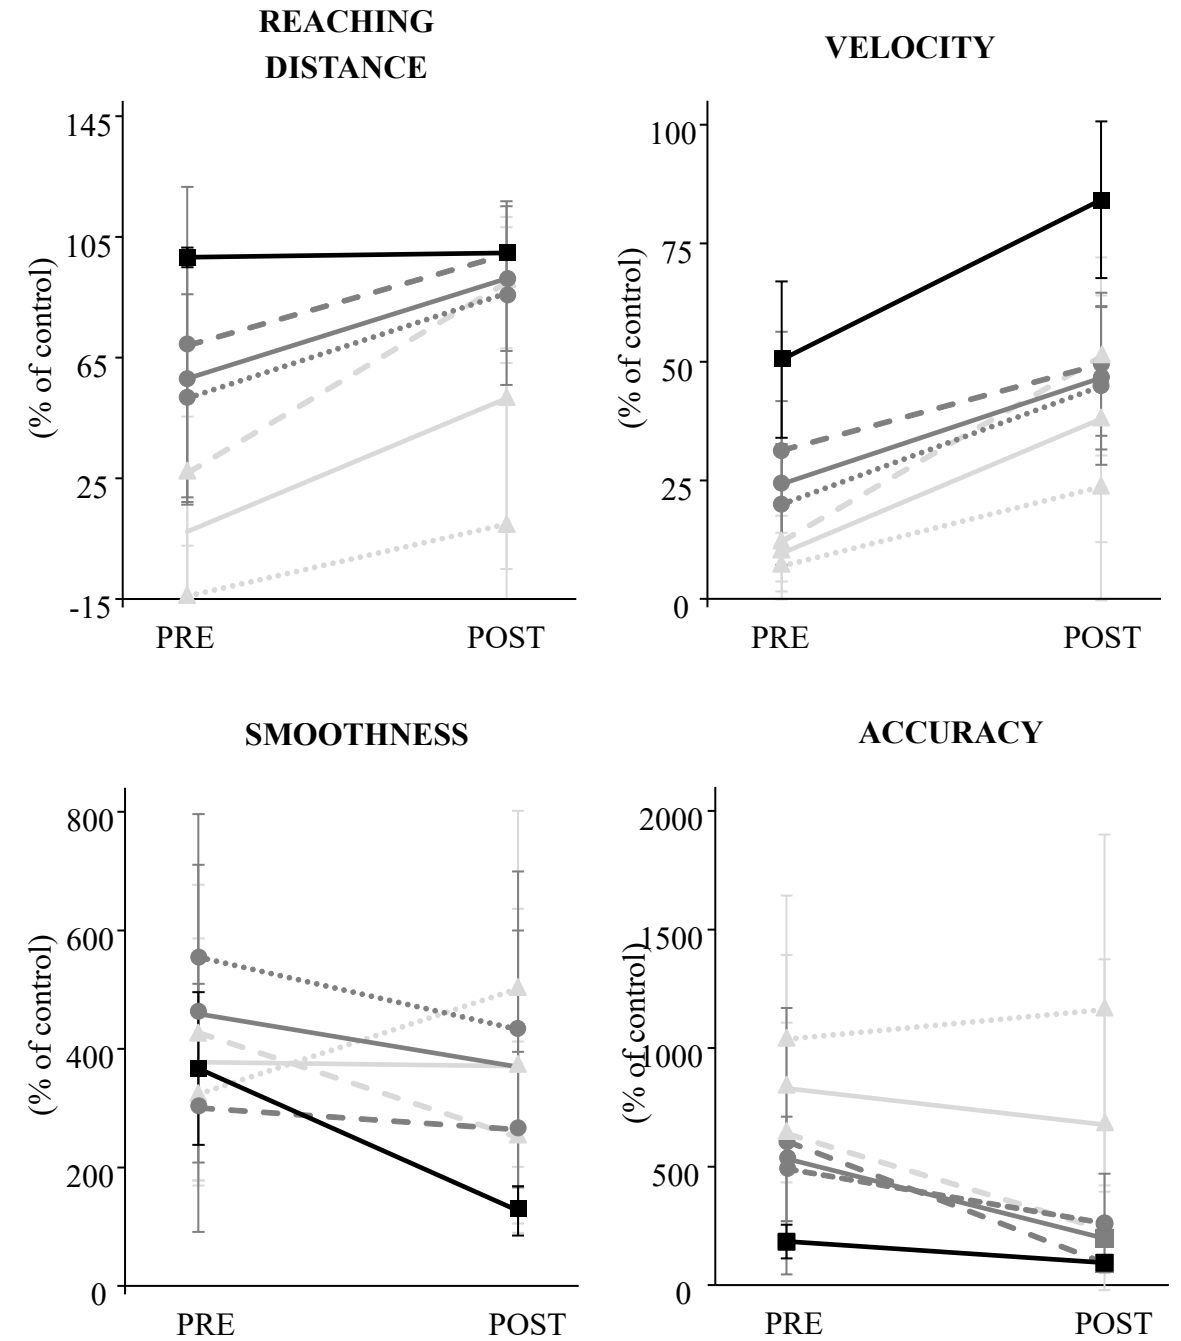 REACHING
DISTANCE
145
105
65
25
-15
(% of control)
PRE
POST
VELOCITY
100
75
50
25
0
(% of control)
PRE
POST
SMOOTHNESS
800
600
400
200
0
(% of control)
PRE
POST
ACCURACY
2000
1500
1000
500
0
(% of control)
PRE
POST